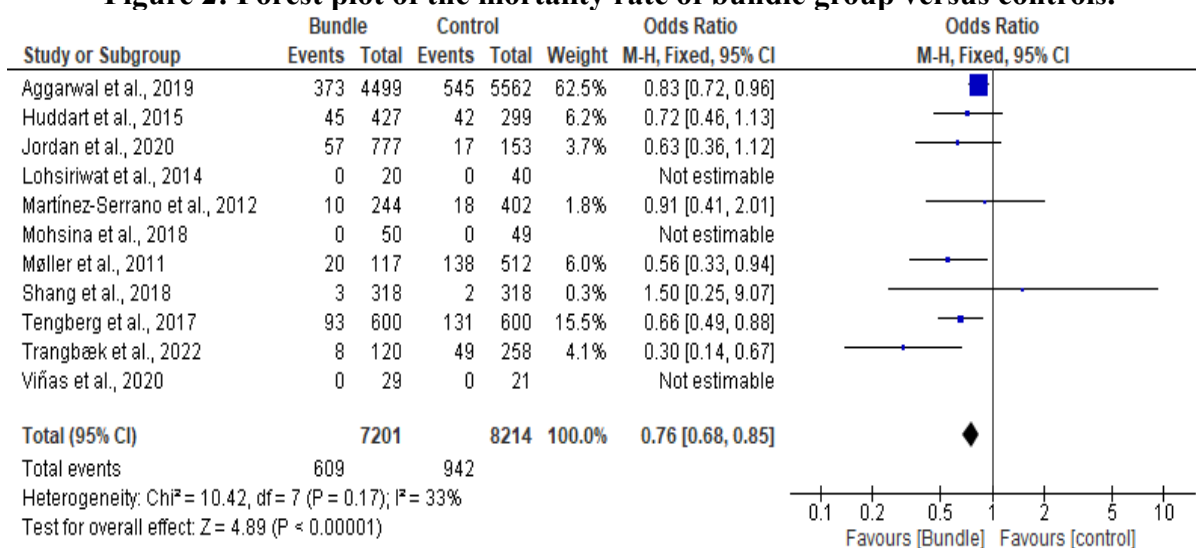 Figure 2: Forest plot of the mortality rate of bundle group versus controls.
Bundle Control Odds Ratio Odds Ratio
Study or Subgroup Events Total Events Total Weight M-H, Fixed, 95% CI M-H, Fixed, 95% CI
Aggarwal et al., 2019 373 4499 545 5562 62.5% 0.83 [0.72, 0.96]
Huddart et al., 2015 45 427 42 299 6.2% 0.72 [0.46, 1.13]
Jordan et al., 2020 57 777 17 153 3.7% 0.63 [0.36, 1.12]
Lohsiriwat et al., 2014 0 20 0 40 Not estimable
Martínez-Serrano et al., 2012 10 244 18 402 1.8% 0.91 [0.41, 2.01]
Mohsina et al., 2018 0 50 0 49 Not estimable
Møller et al., 2011 20 117 138 512 6.0% 0.56 [0.33, 0.94]
Shang et al., 2018 3 318 2 318 0.3% 1.50 [0.25, 9.07]
Tengberg et al., 2017 93 600 131 600 15.5% 0.66 [0.49, 0.88]
Trangbæk et al., 2022 8 120 49 258 4.1% 0.30 [0.14, 0.67]
Viñas et al., 2020 0 29 0 21 Not estimable
Total (95% CI) 7201 8214 100.0% 0.76 [0.68, 0.85]
Total events 609 942
Heterogeneity: Chi² = 10.42, df = 7 (P = 0.17); I² = 33%
Test for overall effect: Z = 4.89 (P < 0.00001)
0.1 0.2 0.5 1 2 5 10
Favours [Bundle] Favours [control]